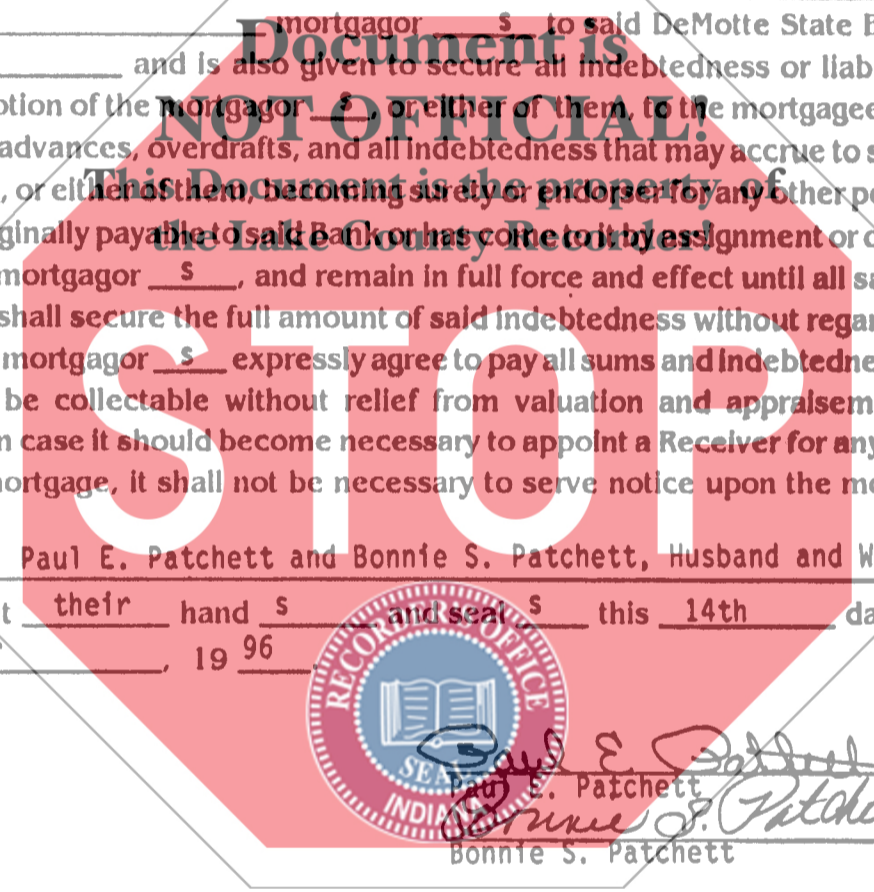 mortgagor s to said DeMotte State B
Document is
and is also given to secure all indebtedness or liab
ption of the mortgagor s, or either of them, to the mortgagee
NOT OFFICIAL!
advances, overdrafts, and all indebtedness that may accrue to s
This Document is the property of
, or either of them, becoming surety or endorser for any other pe
ginally payable to said Bank or has come to it by assignment or o
the Lake County Recorder!
mortgagor s, and remain in full force and effect until all sa
shall secure the full amount of said indebtedness without regar
mortgagor s expressly agree to pay all sums and indebtedne
be collectable without relief from valuation and appraisem
n case it should become necessary to appoint a Receiver for any
ortgage, it shall not be necessary to serve notice upon the mo
STOP
Paul E. Patchett and Bonnie S. Patchett, Husband and W
t their hand s and seal s this 14th da
, 19 96.
RECORDER'S OFFICE
SEAL
INDIANA
Paul E. Patchett
Paul E. Patchett
Bonnie S. Patche
Bonnie S. Patchett